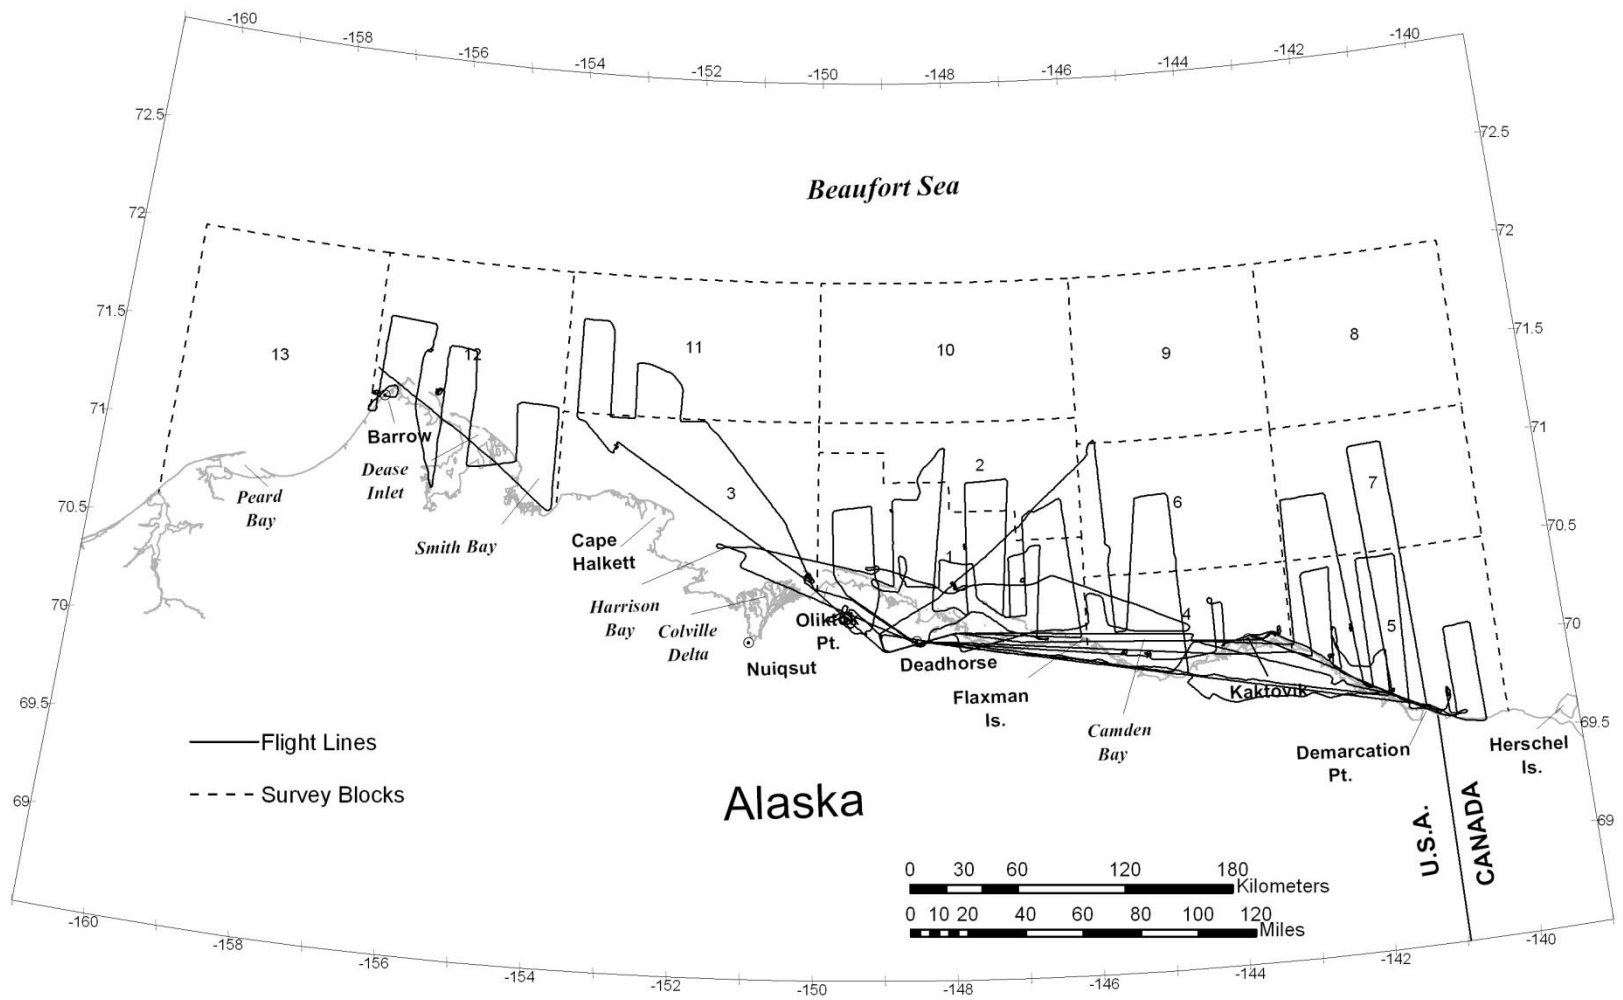 -160
-158
-156
-154
-152
-150
-148
-146
-144
-142
-140
72.5
72.5
Beaufort Sea
72
72
71.5
71.5
13
12
11
10
9
8
71
71
Barrow
Dease
Inlet
Peard
Bay
Smith Bay
70.5
70.5
3
2
1
6
7
Cape
Halkett
Harrison
Bay
Colville
Delta
Oliktok
Pt.
Nuiqsut
70
70
4
5
Deadhorse
Flaxman
Is.
Kaktovik
Camden
Bay
69.5
69.5
Demarcation
Pt.
Herschel
Is.
Flight Lines
Survey Blocks
69
69
Alaska
U.S.A.
CANADA
0 30 60 120 180
Kilometers
0 10 20 40 60 80 100 120
Miles
-160
-158
-156
-154
-152
-150
-148
-146
-144
-142
-140